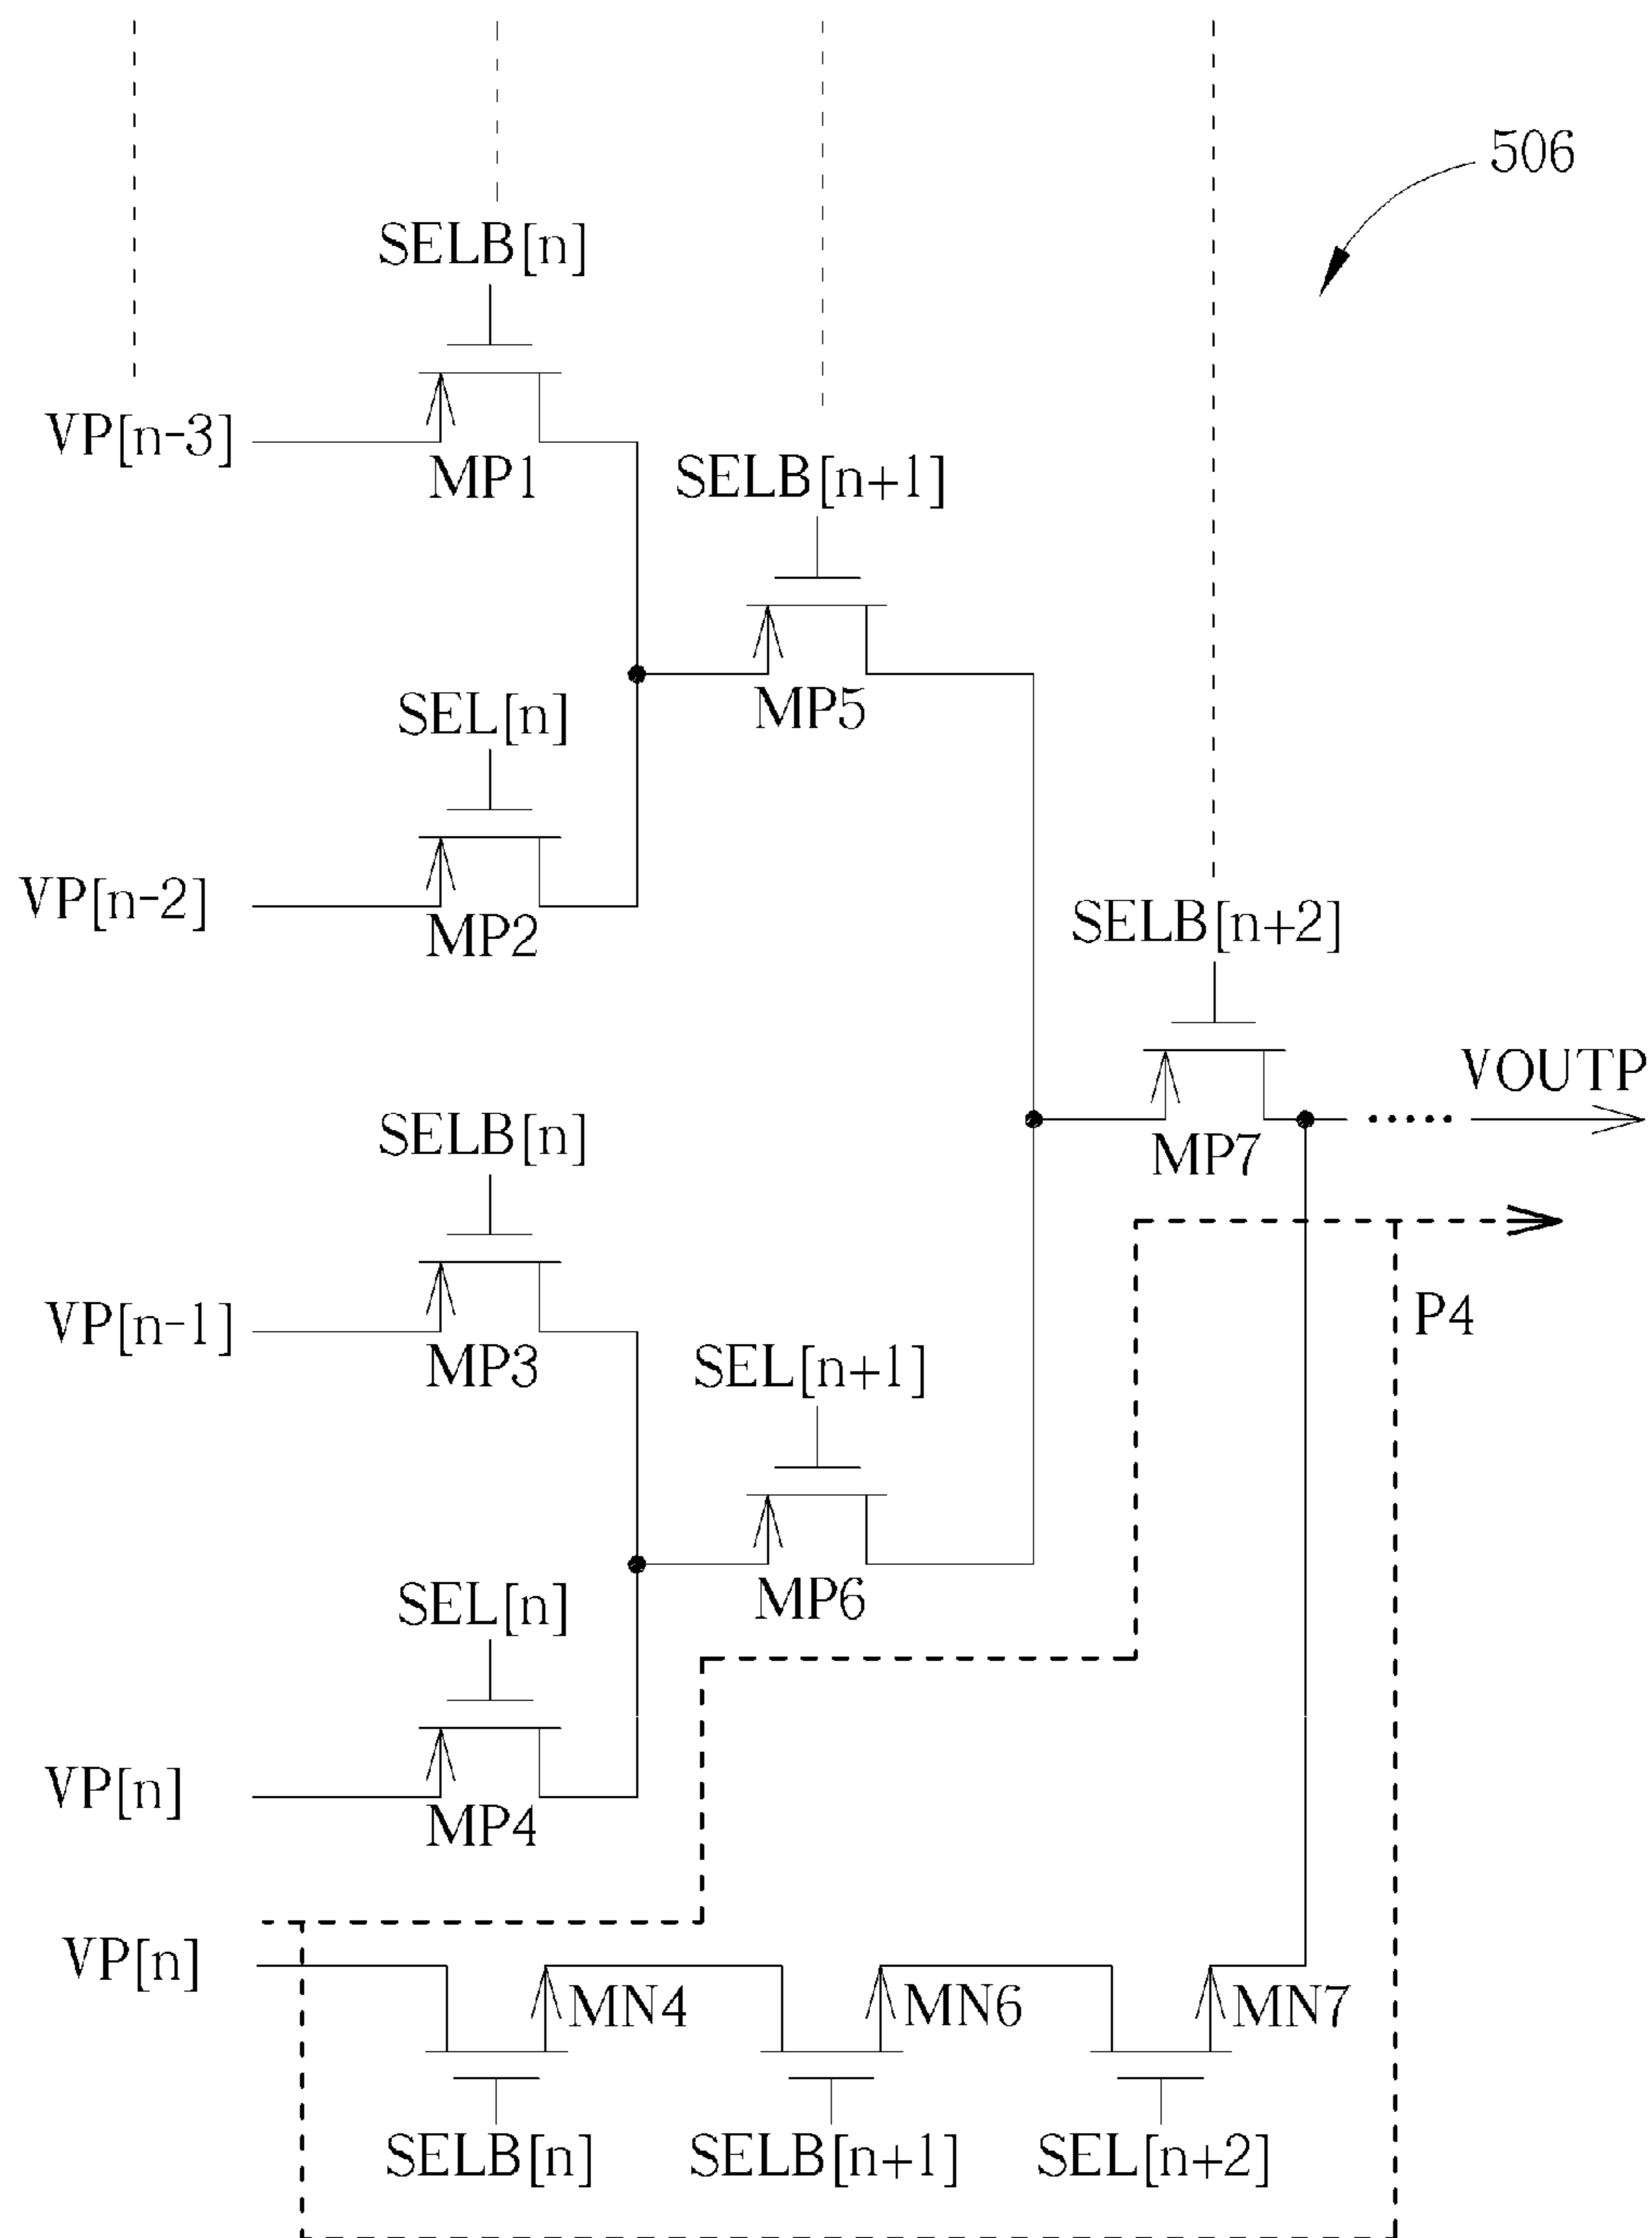 506
SELB[n]
VP[n-3]
MP1
SELB[n+1]
MP5
SEL[n]
VP[n-2]
MP2
SELB[n+2]
VOUTP
MP7
SELB[n]
VP[n-1]
MP3
P4
SEL[n+1]
MP6
SEL[n]
VP[n]
MP4
VP[n]
MN4
MN6
MN7
SELB[n]
SELB[n+1]
SEL[n+2]